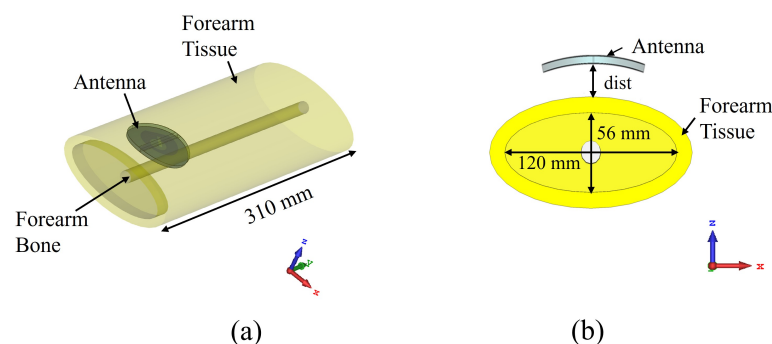 Forearm
Tissue
Antenna
310 mm
Forearm
Bone
z
y
x
(a)
Antenna
dist
Forearm
Tissue
56 mm
120 mm
z
x
(b)